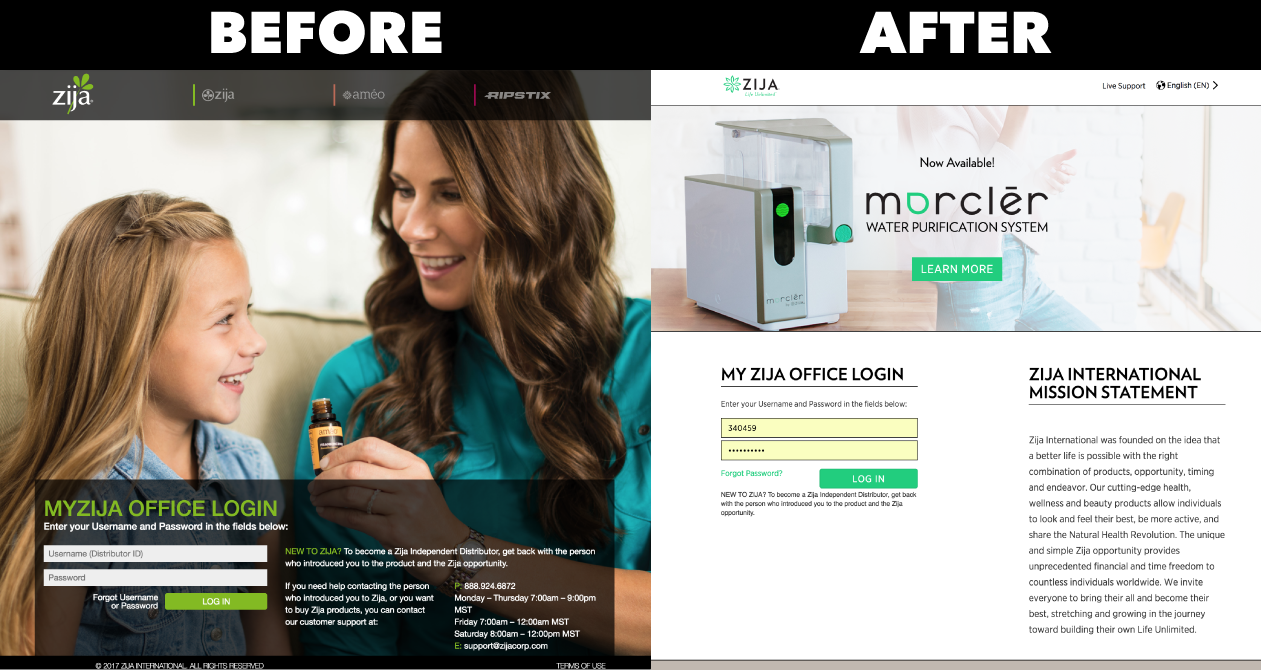 BEFORE
AFTER
zija
zija
améo
RIPSTIX
améo
MYZIJA OFFICE LOGIN
Enter your Username and Password in the fields below:
Username (Distributor ID)
Password
Forgot Username
or Password
LOG IN
NEW TO ZIJA? To become a Zija Independent Distributor, get back with the person
who introduced you to the product and the Zija opportunity.
If you need help contacting the person
who introduced you to Zija, or you want
to buy Zija products, you can contact
our customer support at:
P: 888.924.6872
Monday – Thursday 7:00am – 9:00pm
MST
Friday 7:00am – 12:00am MST
Saturday 8:00am – 12:00pm MST
E: support@zijacorp.com
© 2017 ZIJA INTERNATIONAL. ALL RIGHTS RESERVED
TERMS OF USE
ZIJA
Life Unlimited
Live Support
English (EN)
Now Available!
morclēr
WATER PURIFICATION SYSTEM
LEARN MORE
morclēr
MY ZIJA OFFICE LOGIN
Enter your Username and Password in the fields below:
340459
••••••••••
Forgot Password?
LOG IN
NEW TO ZIJA? To become a Zija Independent Distributor, get back
with the person who introduced you to the product and the Zija
opportunity.
ZIJA INTERNATIONAL
MISSION STATEMENT
Zija International was founded on the idea that
a better life is possible with the right
combination of products, opportunity, timing
and endeavor. Our cutting-edge health,
wellness and beauty products allow individuals
to look and feel their best, be more active, and
share the Natural Health Revolution. The unique
and simple Zija opportunity provides
unprecedented financial and time freedom to
countless individuals worldwide. We invite
everyone to bring their all and become their
best, stretching and growing in the journey
toward building their own Life Unlimited.